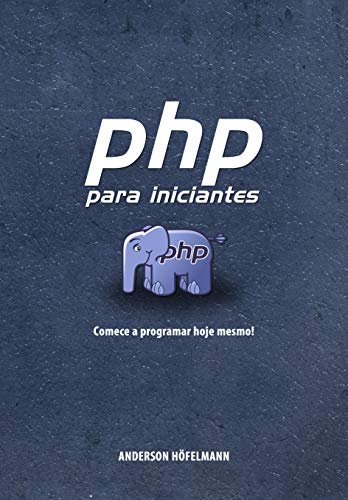 php
para iniciantes
php
Comece a programar hoje mesmo!
ANDERSON HÖFELMANN